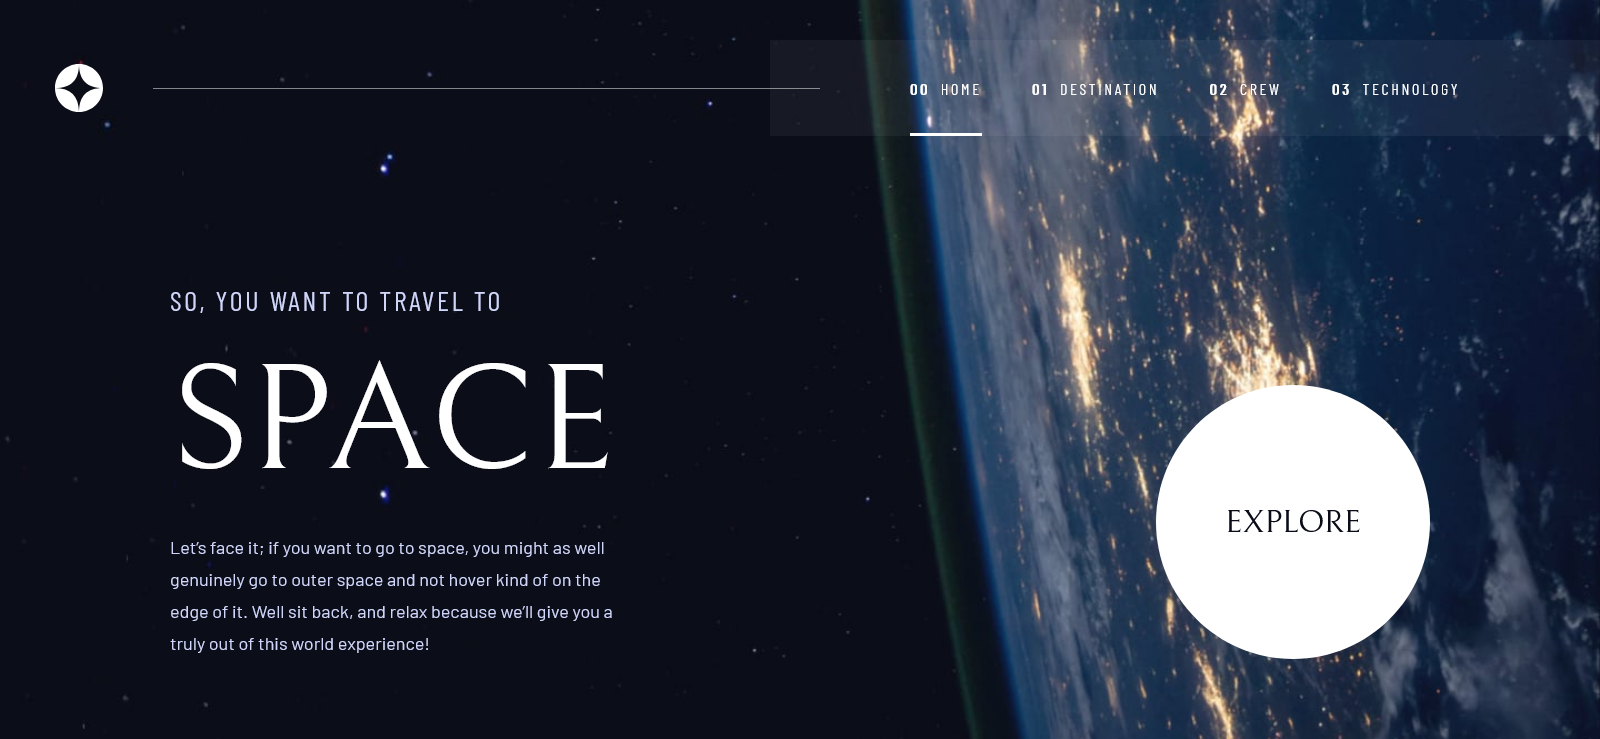 00 HOME 01 DESTINATION 02 CREW 03 TECHNOLOGY
SO, YOU WANT TO TRAVEL TO
SPACE
Let’s face it; if you want to go to space, you might as well
genuinely go to outer space and not hover kind of on the
edge of it. Well sit back, and relax because we’ll give you a
truly out of this world experience!
EXPLORE